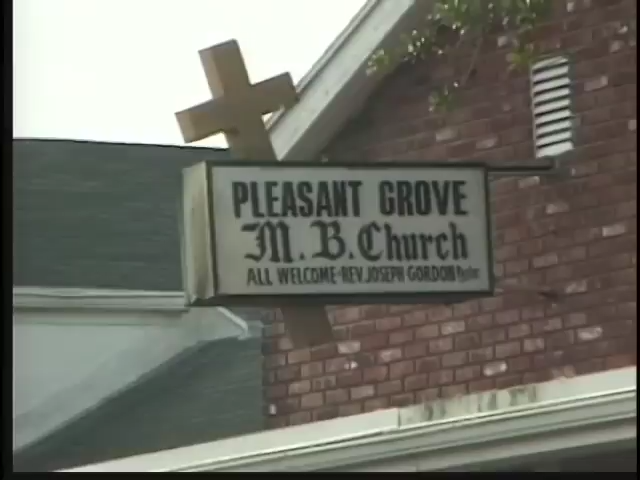 PLEASANT GROVE
M. B. Church
ALL WELCOME-REV. JOSEPH GORDON Pastor